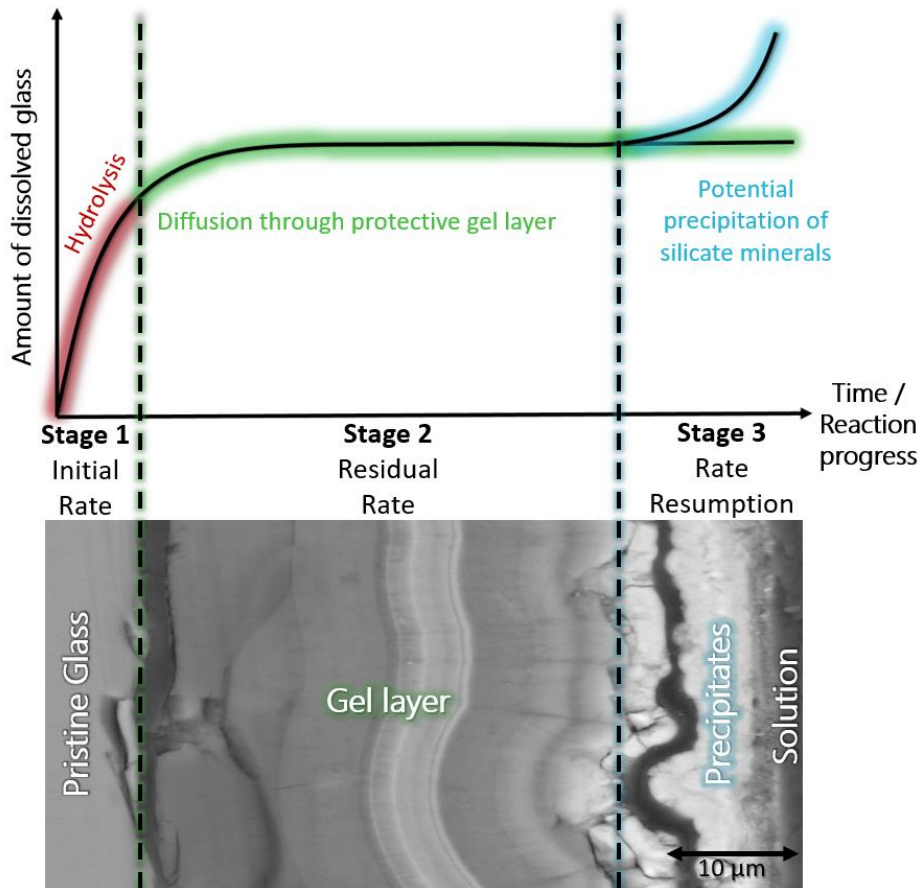 Amount of dissolved glass
Hydrolysis
Diffusion through protective gel layer
Potential
precipitation of
silicate minerals
Time /
Reaction
progress
Stage 1
Initial
Rate
Stage 2
Residual
Rate
Stage 3
Rate
Resumption
Pristine Glass
Gel layer
Precipitates
Solution
10 μm